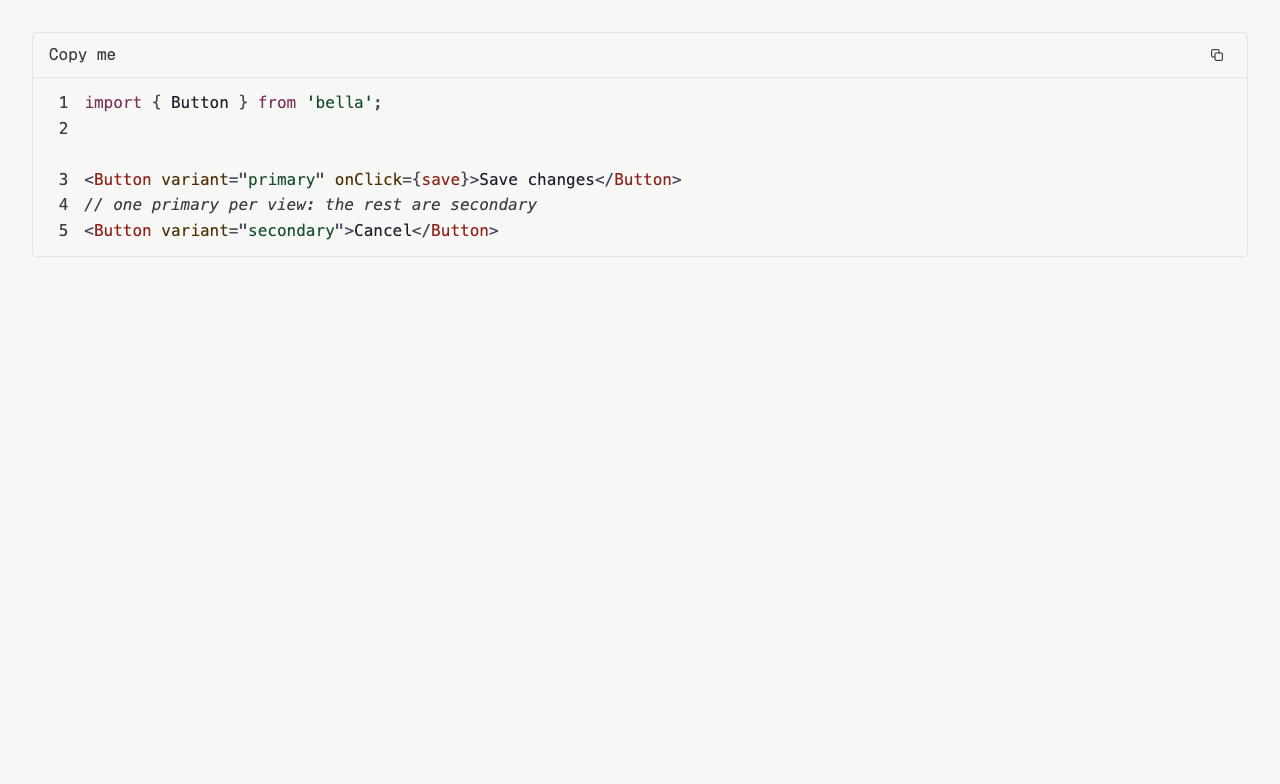 Copy me
1 import { Button } from 'bella';
2
3 <Button variant="primary" onClick={save}>Save changes</Button>
4 // one primary per view: the rest are secondary
5 <Button variant="secondary">Cancel</Button>